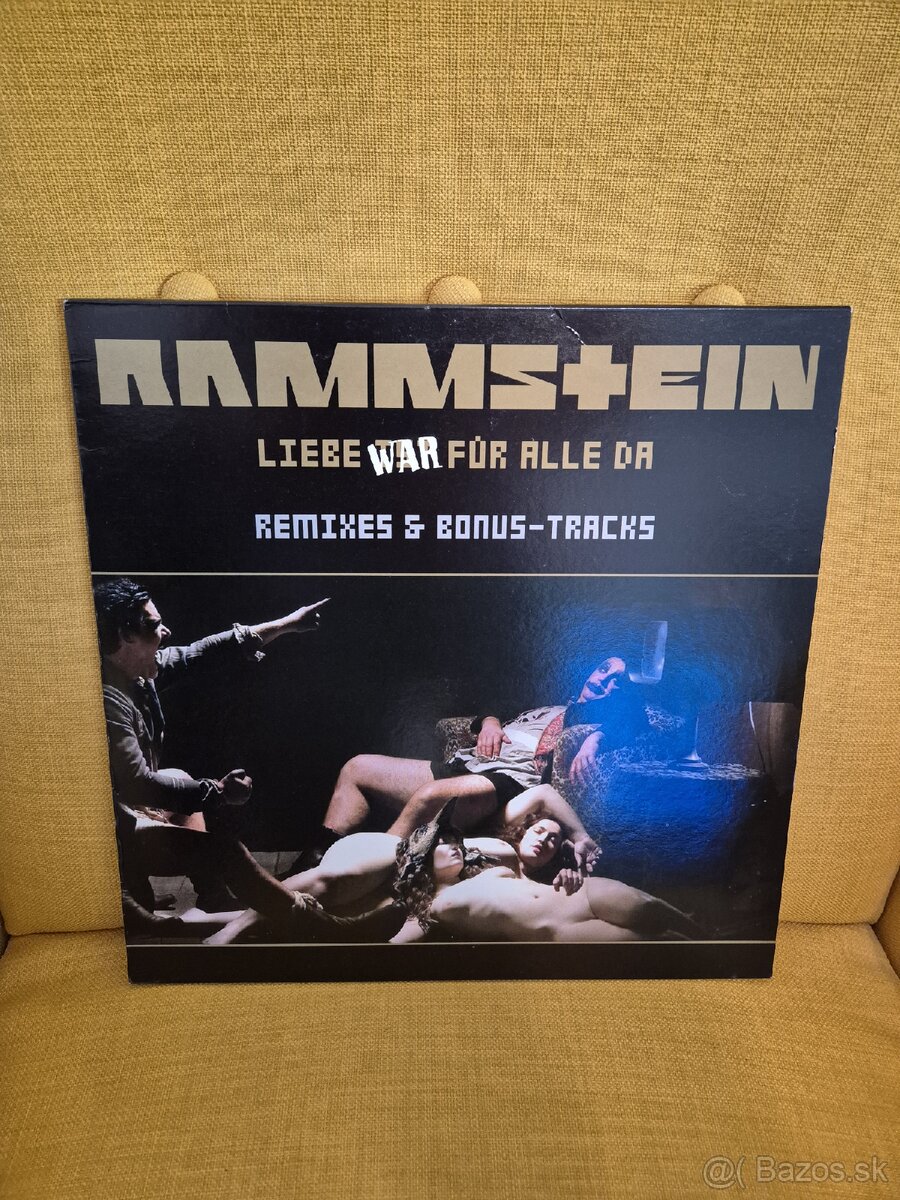 RAMMSTEIN
LIEBE WAR FÜR ALLE DA
REMIXES & BONUS-TRACKS
@( Bazos.sk